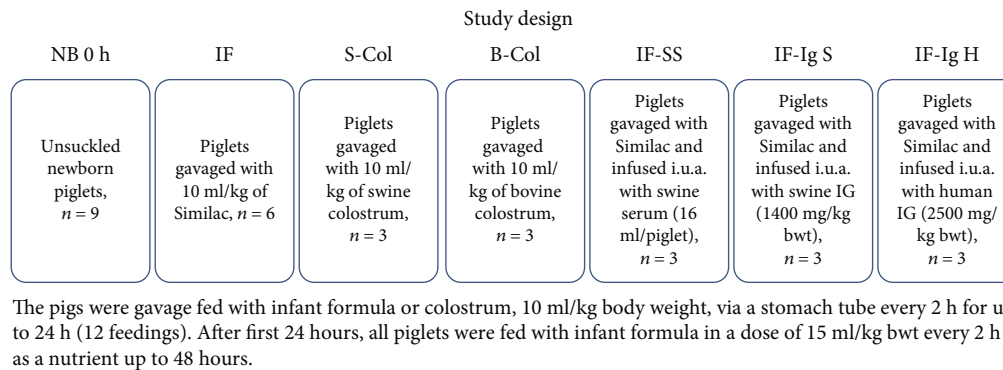 Study design
NB 0 h
IF
S-Col
B-Col
IF-SS
IF-Ig S
IF-Ig H
Unsuckled
newborn
piglets,
n = 9
Piglets
gavaged with
10 ml/kg of
Similac, n = 6
Piglets
gavaged
with 10 ml/
kg of swine
colostrum,
n = 3
Piglets
gavaged
with 10 ml/
kg of bovine
colostrum,
n = 3
Piglets
gavaged with
Similac and
infused i.u.a.
with swine
serum (16
ml/piglet),
n = 3
Piglets
gavaged with
Similac and
infused i.u.a.
with swine IG
(1400 mg/kg
bwt),
n = 3
Piglets
gavaged with
Similac and
infused i.u.a.
with human
IG (2500 mg/
kg bwt),
n = 3
The pigs were gavage fed with infant formula or colostrum, 10 ml/kg body weight, via a stomach tube every 2 h for u
to 24 h (12 feedings). After first 24 hours, all piglets were fed with infant formula in a dose of 15 ml/kg bwt every 2 h
as a nutrient up to 48 hours.